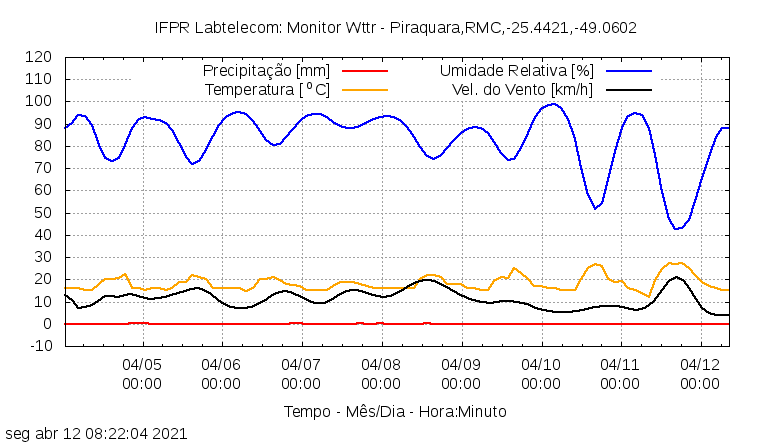 IFPR Labtelecom: Monitor Wttr - Piraquara,RMC,-25.4421,-49.0602
Precipitação [mm]
Temperatura [⁰C]
Umidade Relativa [%]
Vel. do Vento [km/h]
120
110
100
90
80
70
60
50
40
30
20
10
0
-10
04/05 04/06 04/07 04/08 04/09 04/10 04/11 04/12
00:00 00:00 00:00 00:00 00:00 00:00 00:00 00:00
Tempo - Mês/Dia - Hora:Minuto
seg abr 12 08:22:04 2021